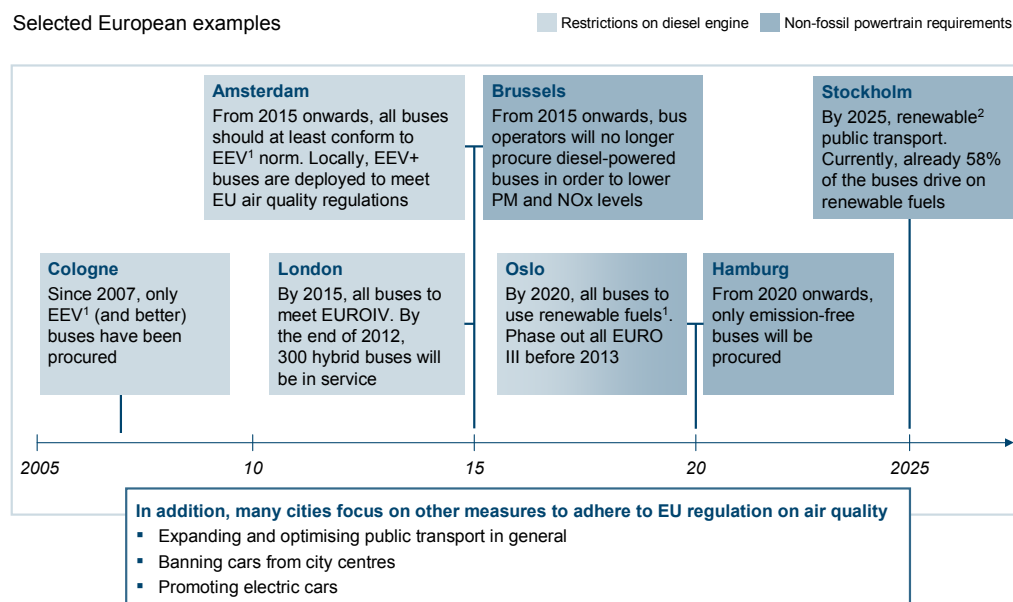 Selected European examples
Restrictions on diesel engine
Non-fossil powertrain requirements
Amsterdam
From 2015 onwards, all buses
should at least conform to
EEV¹ norm. Locally, EEV+
buses are deployed to meet
EU air quality regulations
Brussels
From 2015 onwards, bus
operators will no longer
procure diesel-powered
buses in order to lower
PM and NOx levels
Stockholm
By 2025, renewable²
public transport.
Currently, already 58%
of the buses drive on
renewable fuels
Cologne
Since 2007, only
EEV¹ (and better)
buses have been
procured
London
By 2015, all buses to
meet EUROIV. By
the end of 2012,
300 hybrid buses will
be in service
Oslo
By 2020, all buses to
use renewable fuels¹.
Phase out all EURO
III before 2013
Hamburg
From 2020 onwards,
only emission-free
buses will be
procured
2005
10
15
20
2025
In addition, many cities focus on other measures to adhere to EU regulation on air quality
▪ Expanding and optimising public transport in general
▪ Banning cars from city centres
▪ Promoting electric cars